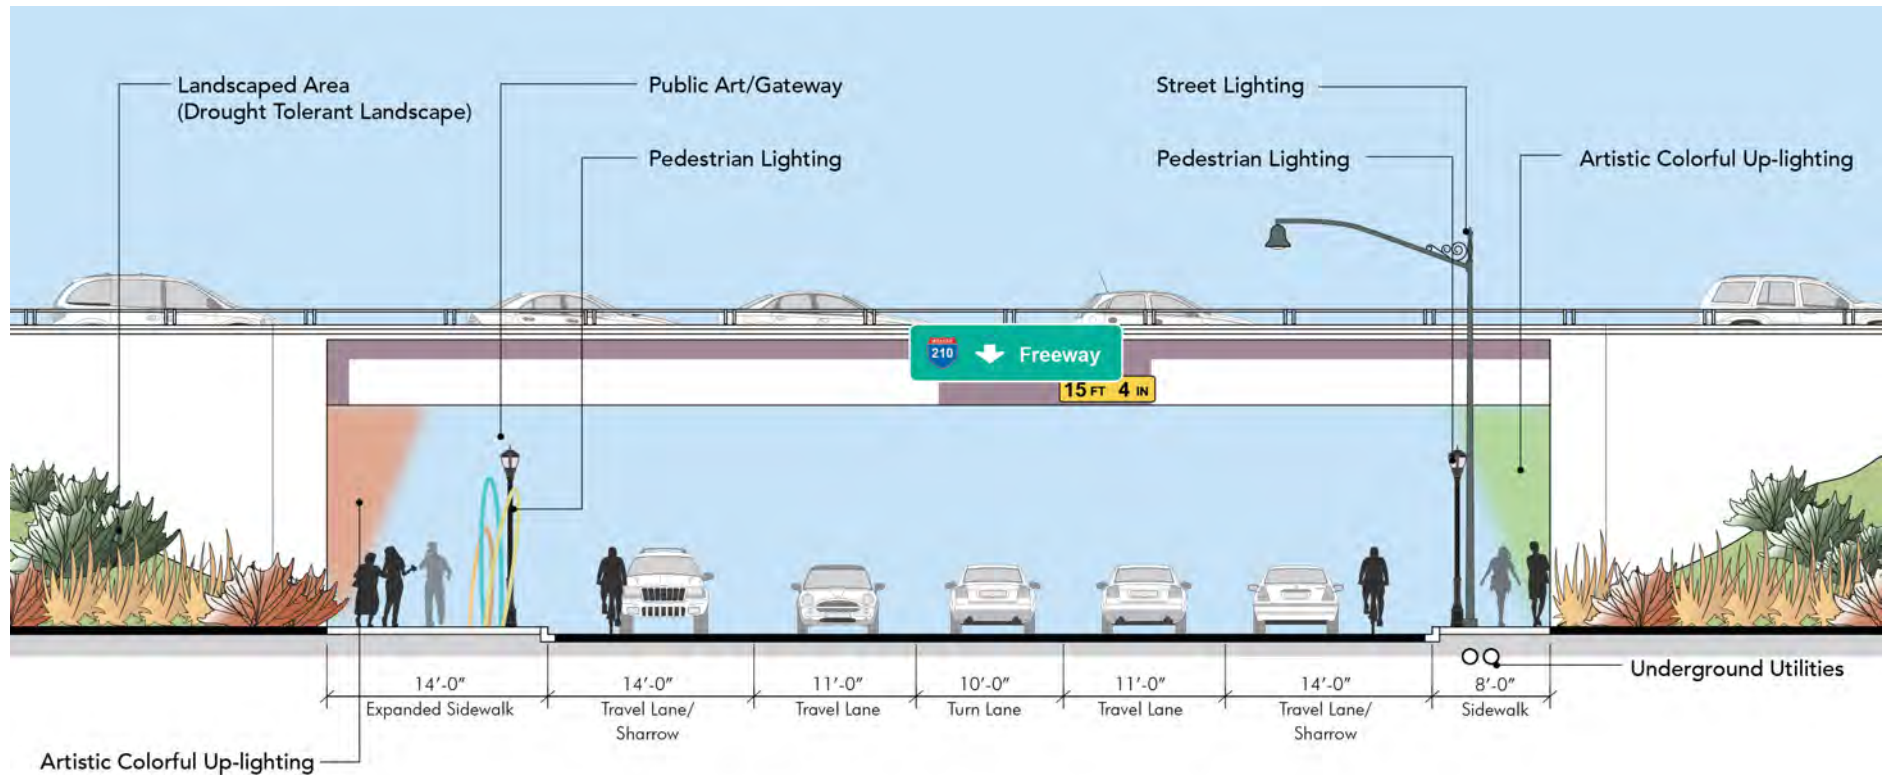 Landscaped Area
(Drought Tolerant Landscape)
Public Art/Gateway
Street Lighting
Pedestrian Lighting
Pedestrian Lighting
Artistic Colorful Up-lighting
210
Freeway
15 FT 4 IN
Underground Utilities
14'-0"
14'-0"
11'-0"
10'-0"
11'-0"
14'-0"
8'-0"
Expanded Sidewalk
Travel Lane/
Sharrow
Travel Lane
Turn Lane
Travel Lane
Travel Lane/
Sharrow
Sidewalk
Artistic Colorful Up-lighting